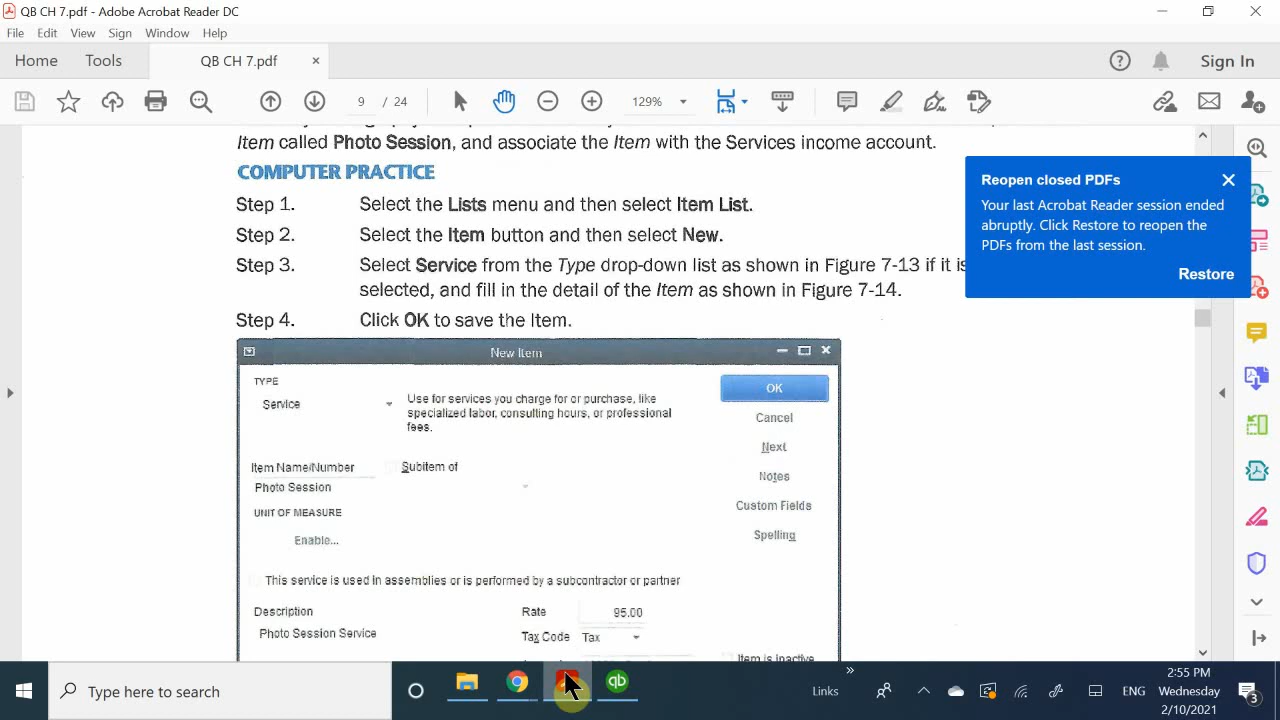 QB CH 7.pdf - Adobe Acrobat Reader DC
File Edit View Sign Window Help
Home Tools QB CH 7.pdf × Sign In
9 / 24 129%
Item called Photo Session, and associate the Item with the Services income account.
COMPUTER PRACTICE
Step 1. Select the Lists menu and then select Item List.
Step 2. Select the Item button and then select New.
Step 3. Select Service from the Type drop-down list as shown in Figure 7-13 if it is
selected, and fill in the detail of the Item as shown in Figure 7-14.
Step 4. Click OK to save the Item.
Reopen closed PDFs
Your last Acrobat Reader session ended
abruptly. Click Restore to reopen the
PDFs from the last session.
Restore
New Item
TYPE
Service
Use for services you charge for or purchase, like
specialized labor, consulting hours, or professional
fees.
OK
Cancel
Next
Notes
Custom Fields
Spelling
Item Name/Number Subitem of
Photo Session
UNIT OF MEASURE
Enable...
This service is used in assemblies or is performed by a subcontractor or partner
Description Rate 95.00
Photo Session Service Tax Code Tax
Item is inactive
Type here to search
qb
Links
ENG
2:55 PM
Wednesday
2/10/2021
3